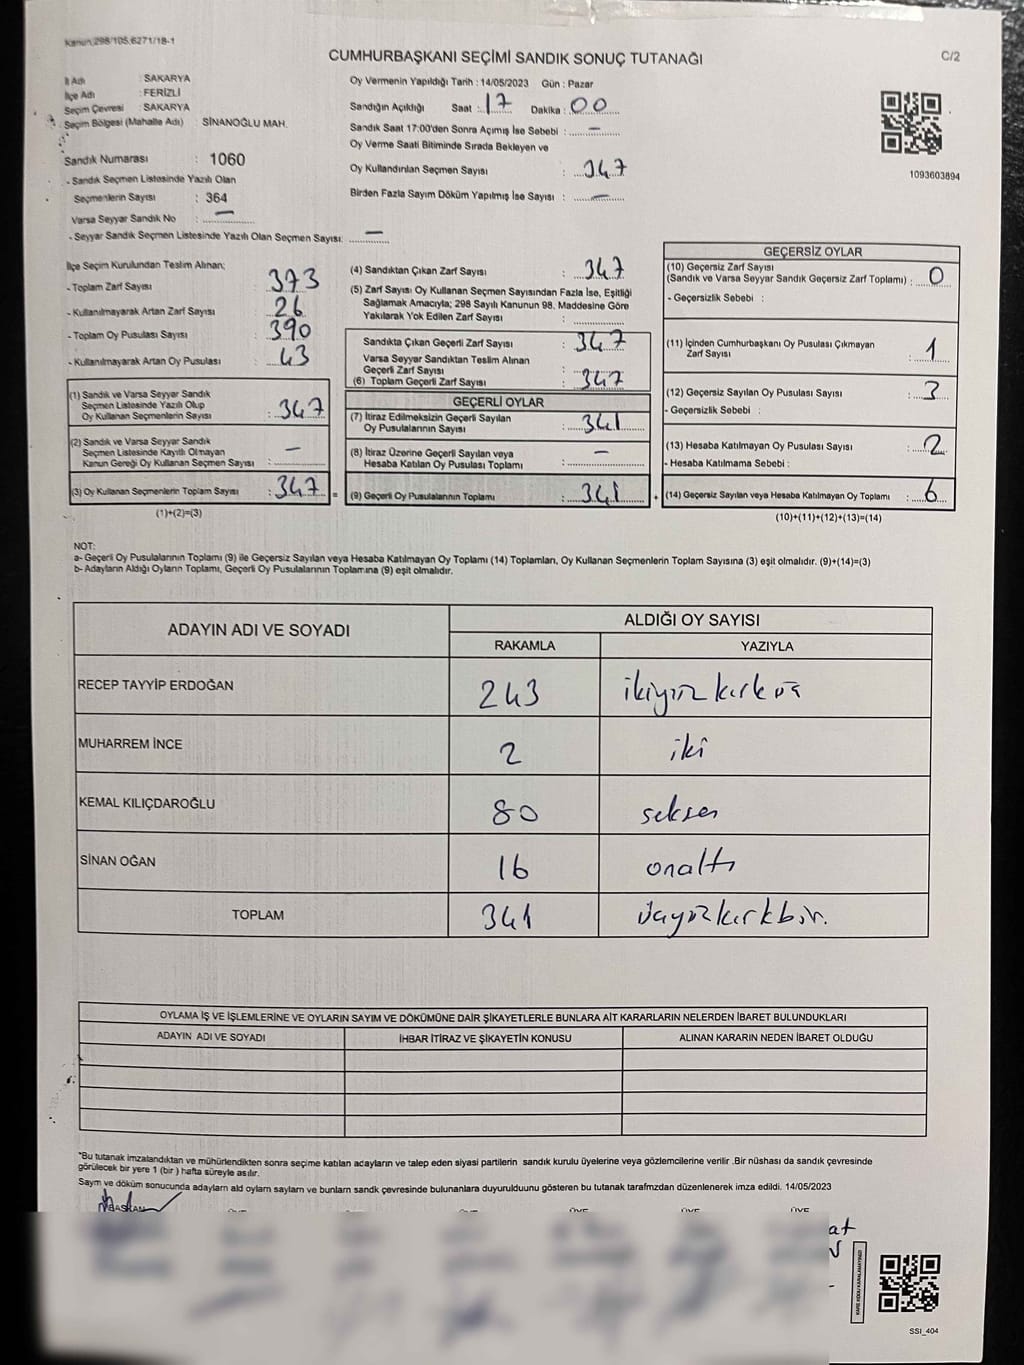 Kanun:298/105,6271/18-1
CUMHURBAŞKANI SEÇİMİ SANDIK SONUÇ TUTANAĞI
C/2
İl Adı : SAKARYA
İlçe Adı : FERİZLİ
Seçim Çevresi : SAKARYA
Seçim Bölgesi (Mahalle Adı) : SİNANOĞLU MAH.
Sandık Numarası : 1060
- Sandık Seçmen Listesinde Yazılı Olan
Seçmenlerin Sayısı : 364
Varsa Seyyar Sandık No : —
- Seyyar Sandık Seçmen Listesinde Yazılı Olan Seçmen Sayısı: —
Oy Vermenin Yapıldığı Tarih : 14/05/2023 Gün : Pazar
Sandığın Açıldığı Saat : 17 Dakika : 00
Sandık Saat 17:00'den Sonra Açımış İse Sebebi : —
Oy Verme Saati Bitiminde Sırada Bekleyen ve
Oy Kullandırılan Seçmen Sayısı : 347
Birden Fazla Sayım Döküm Yapılmış İse Sayısı : —
1093603894
İlçe Seçim Kurulundan Teslim Alınan;
- Toplam Zarf Sayısı : 373
- Kullanılmayarak Artan Zarf Sayısı : 26
- Toplam Oy Pusulası Sayısı : 390
- Kullanılmayarak Artan Oy Pusulası : 43
(1) Sandık ve Varsa Seyyar Sandık
Seçmen Listesinde Yazılı Olup
Oy Kullanan Seçmenlerin Sayısı : 347
(2) Sandık ve Varsa Seyyar Sandık
Seçmen Listesinde Kayıtlı Olmayan
Kanun Gereği Oy Kullanan Seçmen Sayısı : —
(3) Oy Kullanan Seçmenlerin Toplam Sayısı : 347
(1)+(2)=(3)
(4) Sandıktan Çıkan Zarf Sayısı : 347
(5) Zarf Sayısı Oy Kullanan Seçmen Sayısından Fazla İse, Eşitliği
Sağlamak Amacıyla; 298 Sayılı Kanunun 98. Maddesine Göre
Yakılarak Yok Edilen Zarf Sayısı :
Sandıkta Çıkan Geçerli Zarf Sayısı : 347
Varsa Seyyar Sandıktan Teslim Alınan
Geçerli Zarf Sayısı :
(6) Toplam Geçerli Zarf Sayısı : 347
GEÇERLİ OYLAR
(7) İtiraz Edilmeksizin Geçerli Sayılan
Oy Pusulalarının Sayısı : 341
(8) İtiraz Üzerine Geçerli Sayılan veya
Hesaba Katılan Oy Pusulası Toplamı : —
(9) Geçerli Oy Pusulalarının Toplamı : 341
GEÇERSİZ OYLAR
(10) Geçersiz Zarf Sayısı
(Sandık ve Varsa Seyyar Sandık Geçersiz Zarf Toplamı) : 0
- Geçersizlik Sebebi :
(11) İçinden Cumhurbaşkanı Oy Pusulası Çıkmayan
Zarf Sayısı : 1
(12) Geçersiz Sayılan Oy Pusulası Sayısı : 3
- Geçersizlik Sebebi :
(13) Hesaba Katılmayan Oy Pusulası Sayısı : 2
- Hesaba Katılmama Sebebi :
(14) Geçersiz Sayılan veya Hesaba Katılmayan Oy Toplamı : 6
(10)+(11)+(12)+(13)=(14)
NOT:
a- Geçerli Oy Pusulalarının Toplamı (9) ile Geçersiz Sayılan veya Hesaba Katılmayan Oy Toplamı (14) Toplamları, Oy Kullanan Seçmenlerin Toplam Sayısına (3) eşit olmalıdır. (9)+(14)=(3)
b- Adayların Aldığı Oyların Toplamı, Geçerli Oy Pusulalarının Toplamına (9) eşit olmalıdır.
ADAYIN ADI VE SOYADI
ALDIĞI OY SAYISI
RAKAMLA YAZIYLA
RECEP TAYYİP ERDOĞAN 243 ikiyüzkırküç
MUHARREM İNCE 2 iki
KEMAL KILIÇDAROĞLU 80 seksen
SİNAN OĞAN 16 onaltı
TOPLAM 341 üçyüzkırkbir.
OYLAMA İŞ VE İŞLEMLERİNE VE OYLARIN SAYIM VE DÖKÜMÜNE DAİR ŞİKAYETLERLE BUNLARA AİT KARARLARIN NELERDEN İBARET BULUNDUKLARI
ADAYIN ADI VE SOYADI İHBAR İTİRAZ VE ŞİKAYETİN KONUSU ALINAN KARARIN NEDEN İBARET OLDUĞU
*Bu tutanak imzalandıktan ve mühürlendikten sonra seçime katılan adayların ve talep eden siyasi partilerin sandık kurulu üyelerine veya gözlemcilerine verilir .Bir nüshası da sandık çevresinde
görülecek bir yere 1 (bir ) hafta süreyle asılır.
Sayım ve döküm sonucunda adayların ald oyların sayların ve bunların sandk çevresinde bulunanlara duyurulduunu gösteren bu tutanak tarafmzdan düzenlenerek imza edildi. 14/05/2023
BAŞKAN ÜYE ÜYE ÜYE ÜYE ÜYE
at
KARE KODU KARALAMAYINIZ!
SSI_404